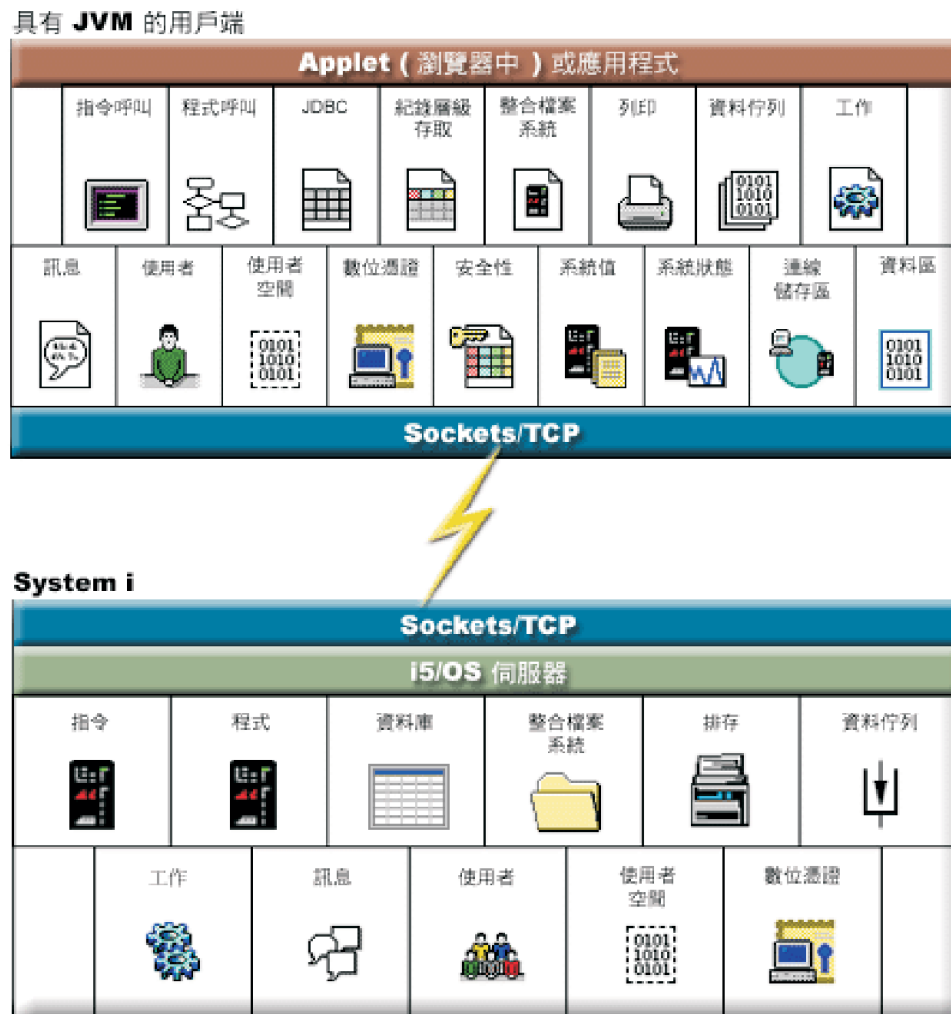 具有 JVM 的用戶端
Applet ( 瀏覽器中 ) 或應用程式
指令呼叫
程式呼叫
JDBC
紀錄層級
存取
整合檔案
系統
列印
資料佇列
工作
0101
1010
0101
訊息
使用者
使用者
空間
數位憑證
安全性
系統值
系統狀態
連線
儲存區
資料區
0101
1010
0101
0101
1010
0101
Sockets/TCP
System i
Sockets/TCP
i5/OS 伺服器
指令
程式
資料庫
整合檔案
系統
排存
資料佇列
工作
訊息
使用者
使用者
空間
數位憑證
0101
1010
0101